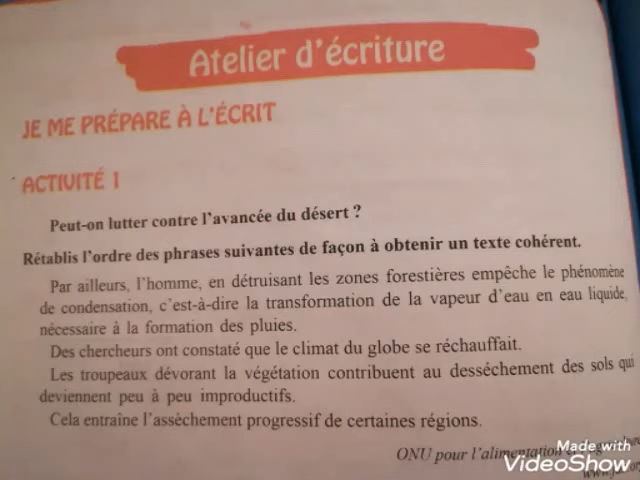 Atelier d'écriture
JE ME PRÉPARE À L'ÉCRIT
ACTIVITÉ 1
Peut-on lutter contre l'avancée du désert ?
Rétablis l'ordre des phrases suivantes de façon à obtenir un texte cohérent.
Par ailleurs, l'homme, en détruisant les zones forestières empêche le phénomène
de condensation, c'est-à-dire la transformation de la vapeur d'eau en eau liquide,
nécessaire à la formation des pluies.
Des chercheurs ont constaté que le climat du globe se réchauffait.
Les troupeaux dévorant la végétation contribuent au desséchement des sols qui
deviennent peu à peu improductifs.
Cela entraîne l'assèchement progressif de certaines régions.
ONU pour l'alimentation
Made with
VideoShow